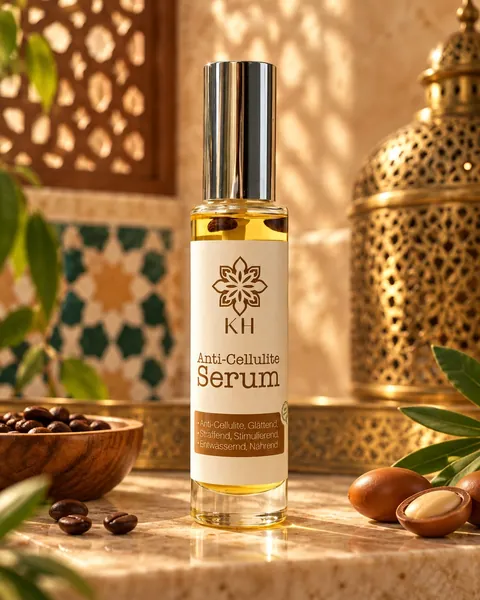 KH
Anti-Cellulite
Serum
• Anti-Cellulite, Glättend,
• Straffend, Stimulierend,
• Entwässernd, Nährend